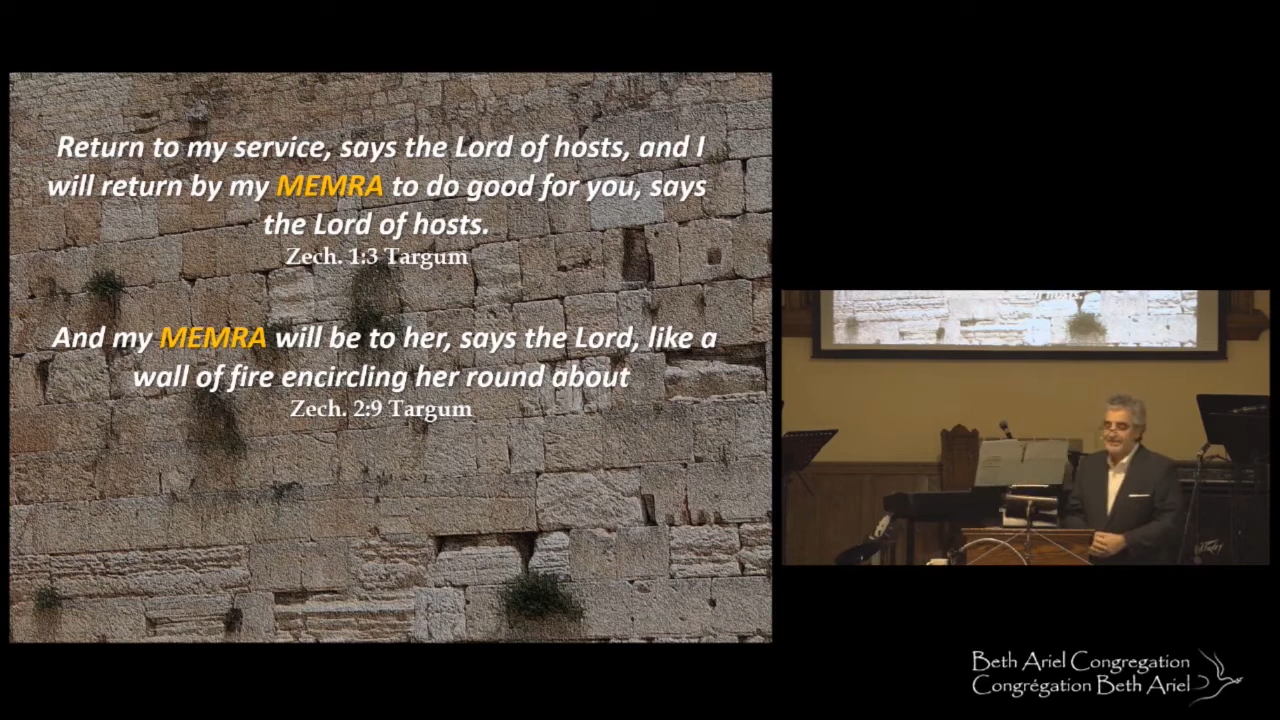 Return to my service, says the Lord of hosts, and I
will return by my MEMRA to do good for you, says
the Lord of hosts.
Zech. 1:3 Targum
And my MEMRA will be to her, says the Lord, like a
wall of fire encircling her round about
Zech. 2:9 Targum
of hosts.
Beth Ariel Congregation
Congrégation Beth Ariel